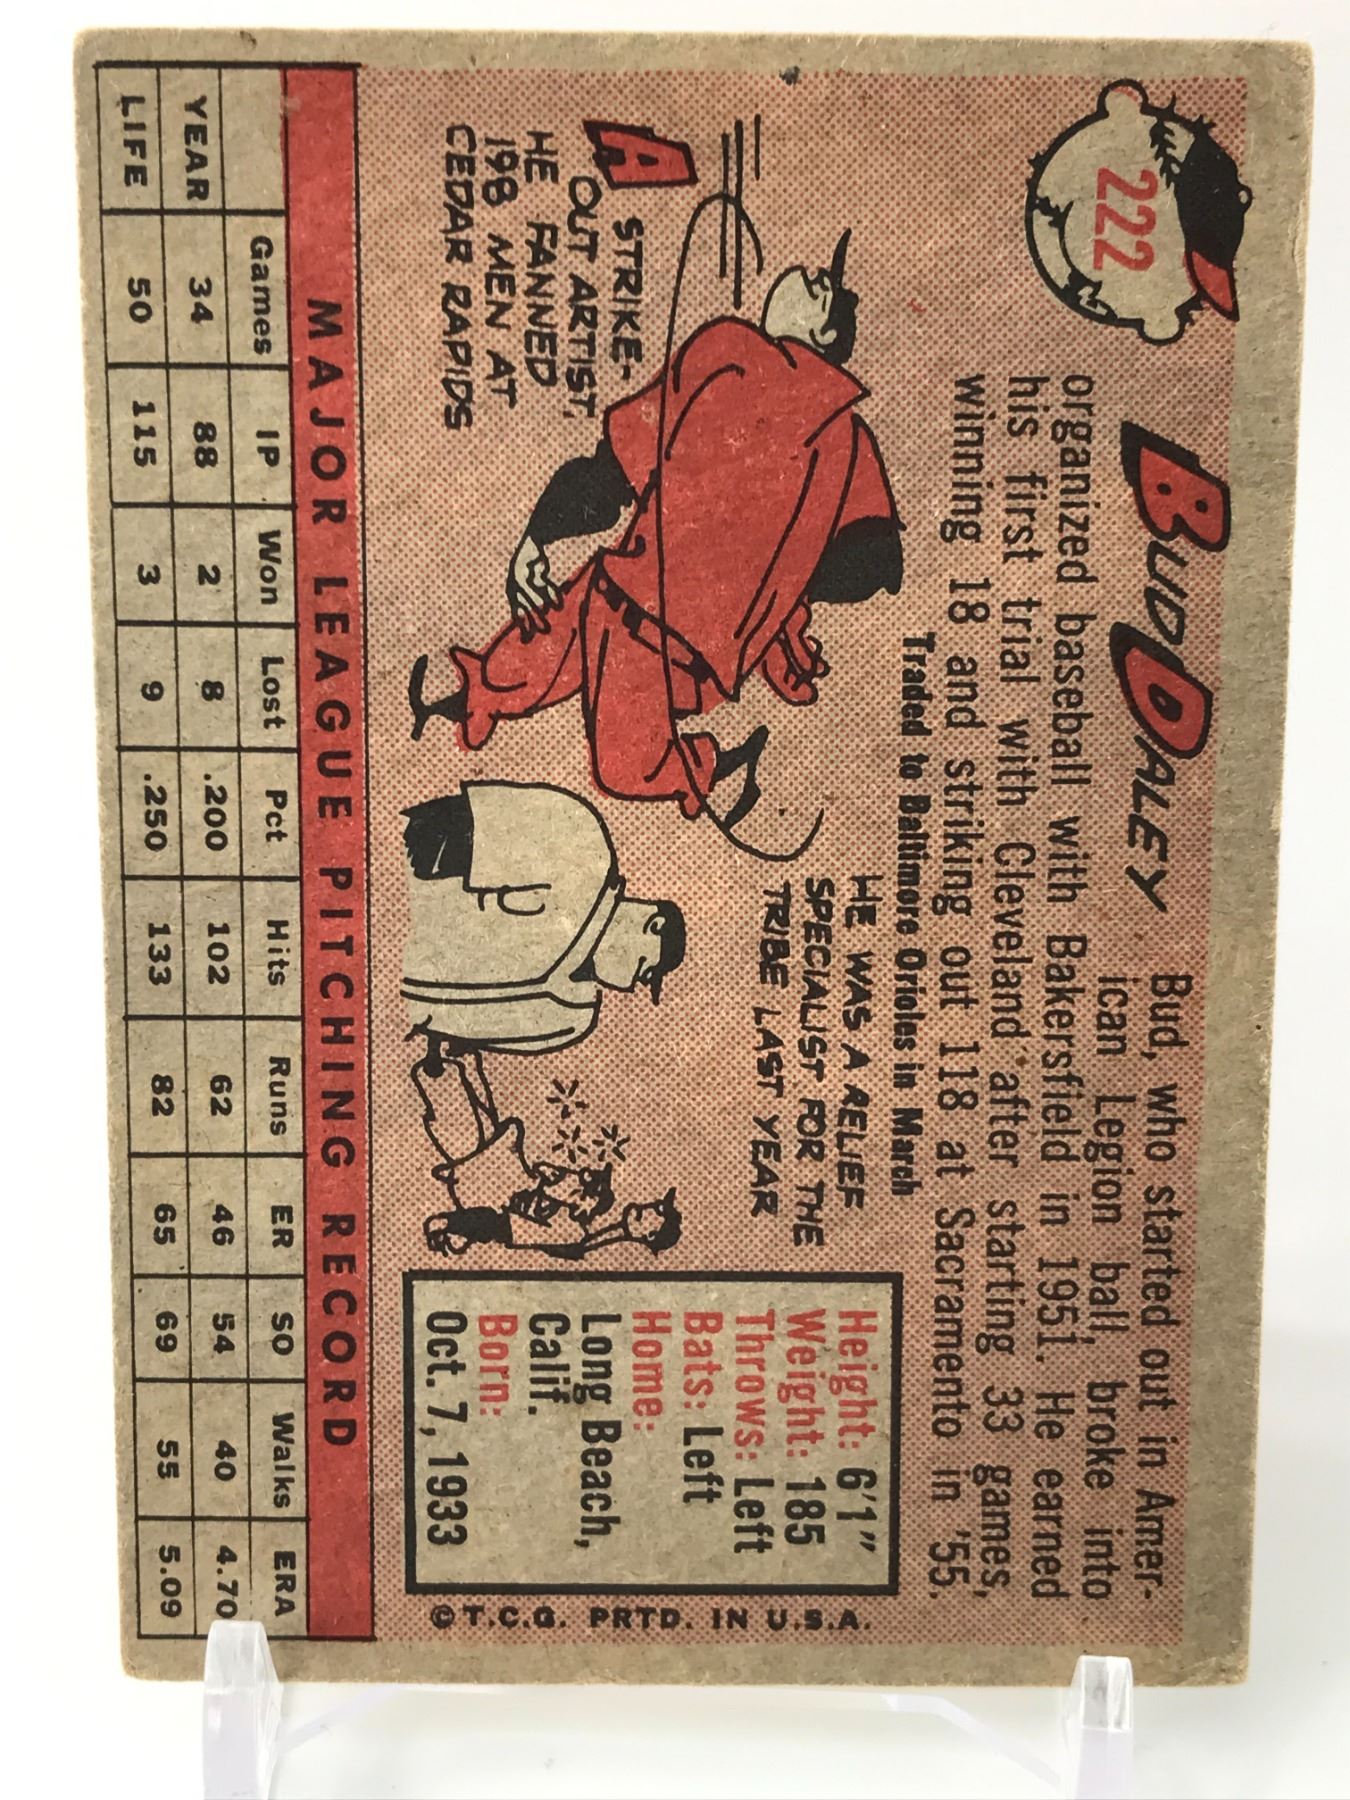 222
BUD DALEY
Bud, who started out in Amer-
ican Legion ball, broke into
organized baseball with Bakersfield in 1951. He earned
his first trial with Cleveland after starting 33 games,
winning 18 and striking out 118 at Sacramento in '55.
Traded to Baltimore Orioles in March
A STRIKE-
OUT ARTIST,
HE FANNED
198 MEN AT
CEDAR RAPIDS
HE WAS A RELIEF
SPECIALIST FOR THE
TRIBE LAST YEAR
Height: 6'1"
Weight: 185
Throws: Left
Bats: Left
Home:
Long Beach,
Calif.
Born:
Oct. 7, 1933
©T.C.G. PRTD. IN U.S.A.
MAJOR LEAGUE PITCHING RECORD
Games IP Won Lost Pct Hits Runs ER SO Walks ERA
YEAR 34 88 2 8 .200 102 62 46 54 40 4.70
LIFE 50 115 3 9 .250 133 82 65 69 55 5.09